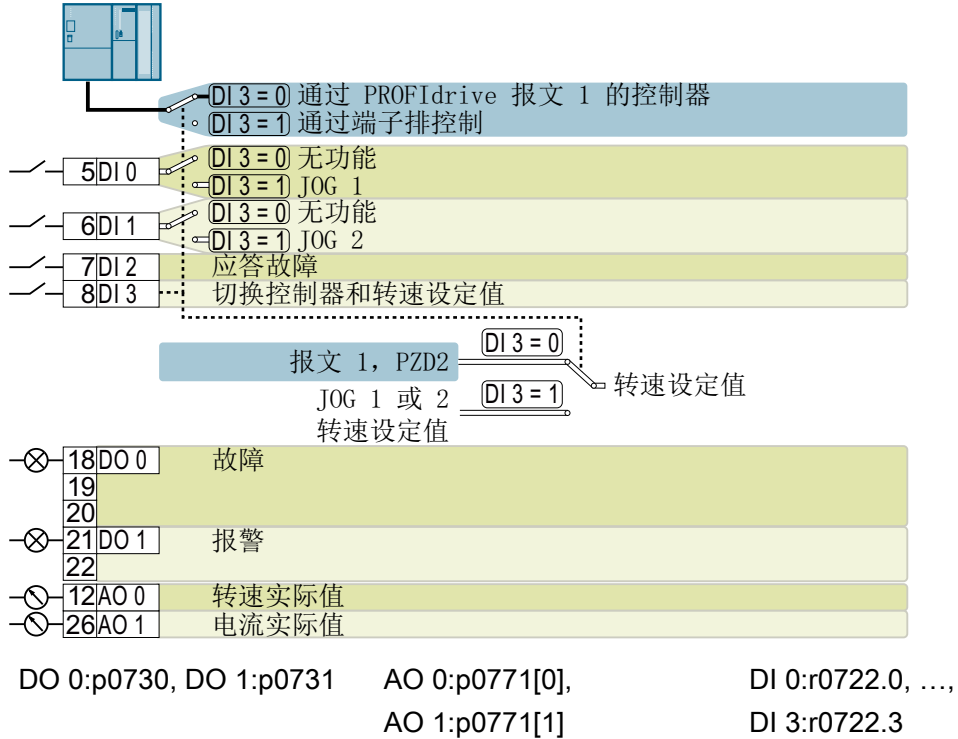 DI 3 = 0 通过 PROFIdrive 报文 1 的控制器
DI 3 = 1 通过端子排控制
5 DI 0 DI 3 = 0 无功能
DI 3 = 1 JOG 1
6 DI 1 DI 3 = 0 无功能
DI 3 = 1 JOG 2
7 DI 2 应答故障
8 DI 3 切换控制器和转速设定值
报文 1，PZD2 DI 3 = 0
转速设定值
JOG 1 或 2 DI 3 = 1
转速设定值
18 DO 0 故障
19
20
21 DO 1 报警
22
12 AO 0 转速实际值
26 AO 1 电流实际值
DO 0:p0730, DO 1:p0731 AO 0:p0771[0], DI 0:r0722.0, …,
AO 1:p0771[1] DI 3:r0722.3